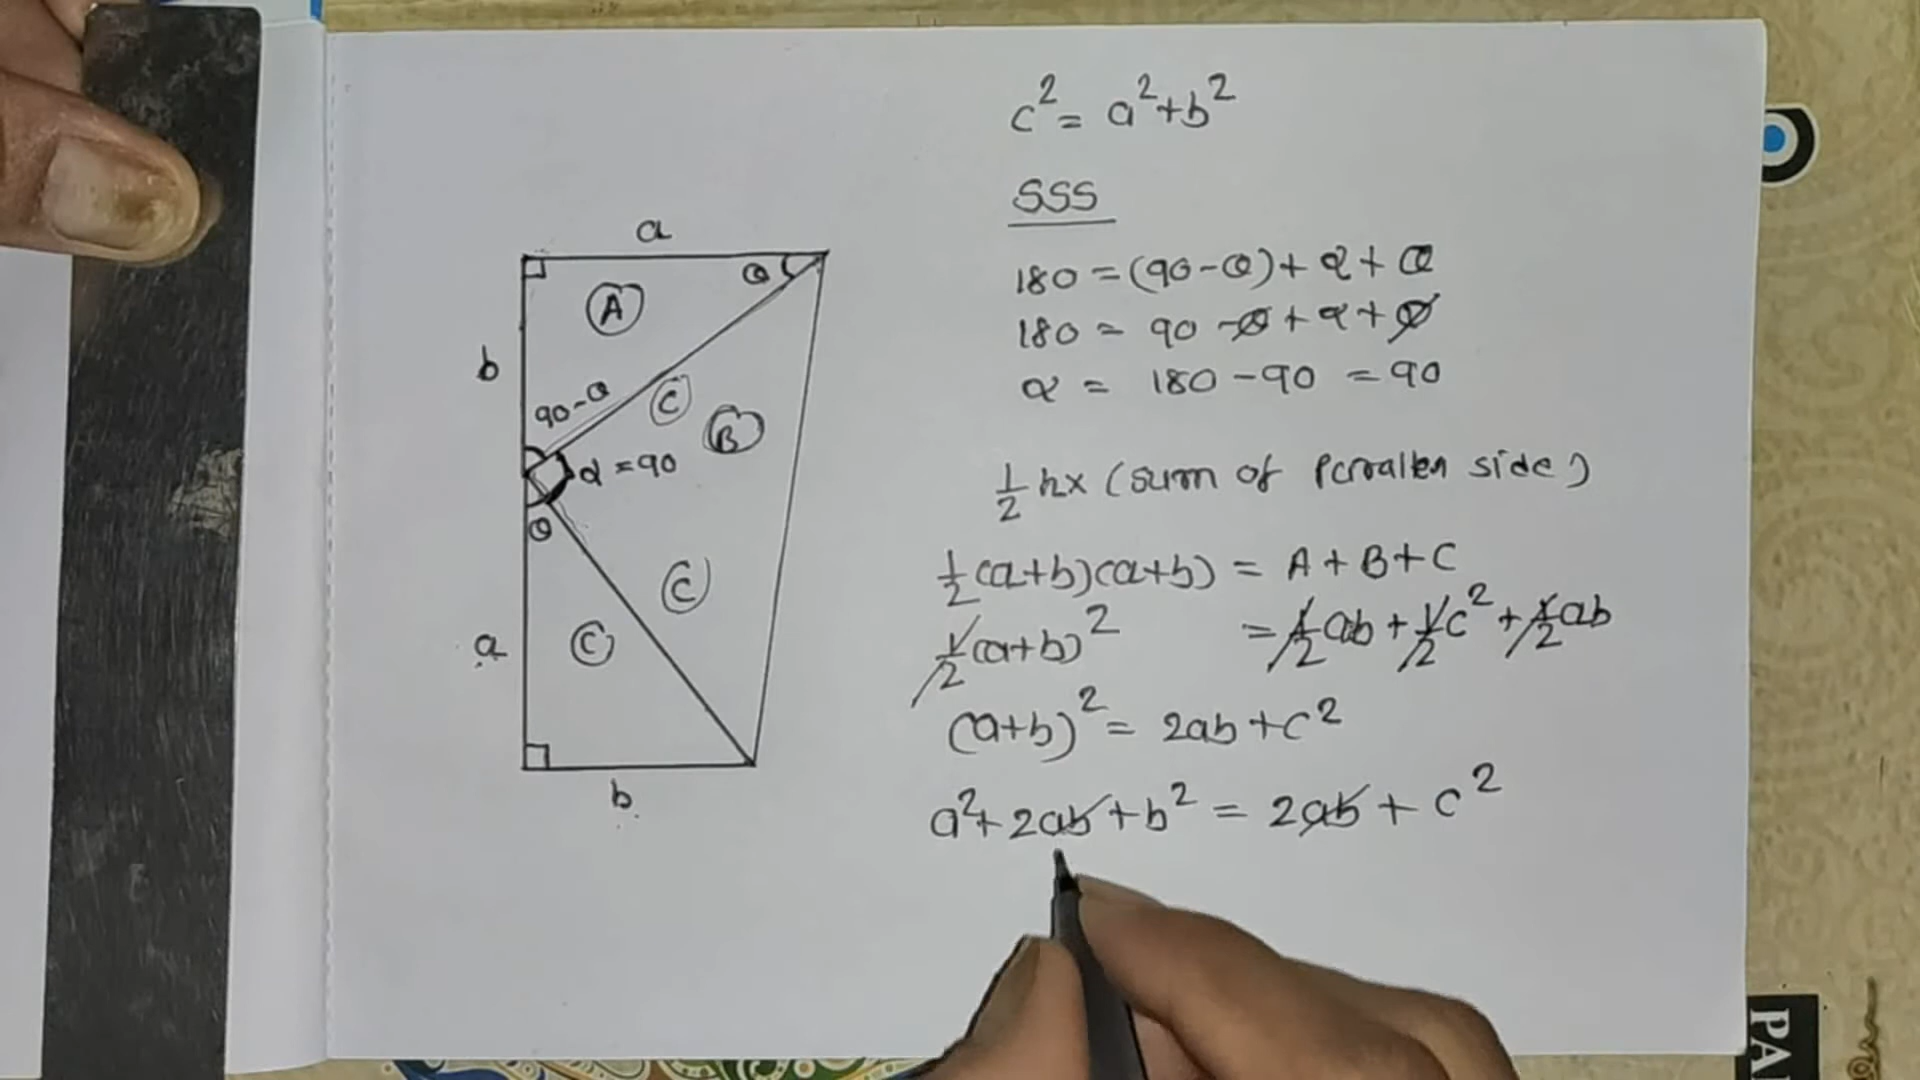 a
b
A
Θ
90-Θ
C
B
α = 90
Θ
a
C
C
b
c² = a² + b²
SSS
180 = (90-Θ) + α + Θ
180 = 90 - Θ + α + Θ
α = 180 - 90 = 90
1/2 h x (sum of side)
1/2 (a+b)(a+b) = A + B + C
1/2 (a+b)² = 1/2 ab + 1/2 c² + 1/2 ab
(a+b)² = 2ab + c²
a² + 2ab + b² = 2ab + c²
PA